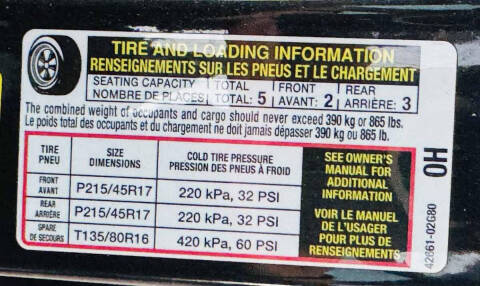 TIRE AND LOADING INFORMATION
RENSEIGNEMENTS SUR LES PNEUS ET LE CHARGEMENT
SEATING CAPACITY TOTAL FRONT REAR
NOMBRE DE PLACES TOTAL: 5 AVANT: 2 ARRIÈRE: 3
The combined weight of occupants and cargo should never exceed 390 kg or 865 lbs.
Le poids total des occupants et du chargement ne doit jamais dépasser 390 kg ou 865 lb.
TIRE SIZE COLD TIRE PRESSURE
PNEU DIMENSIONS PRESSION DES PNEUS À FROID
FRONT
AVANT P215/45R17 220 kPa, 32 PSI
REAR
ARRIÈRE P215/45R17 220 kPa, 32 PSI
SPARE
DE SECOURS T135/80R16 420 kPa, 60 PSI
SEE OWNER'S
MANUAL FOR
ADDITIONAL
INFORMATION
VOIR LE MANUEL
DE L'USAGER
POUR PLUS DE
RENSEIGNEMENTS
0H
42661-02G80